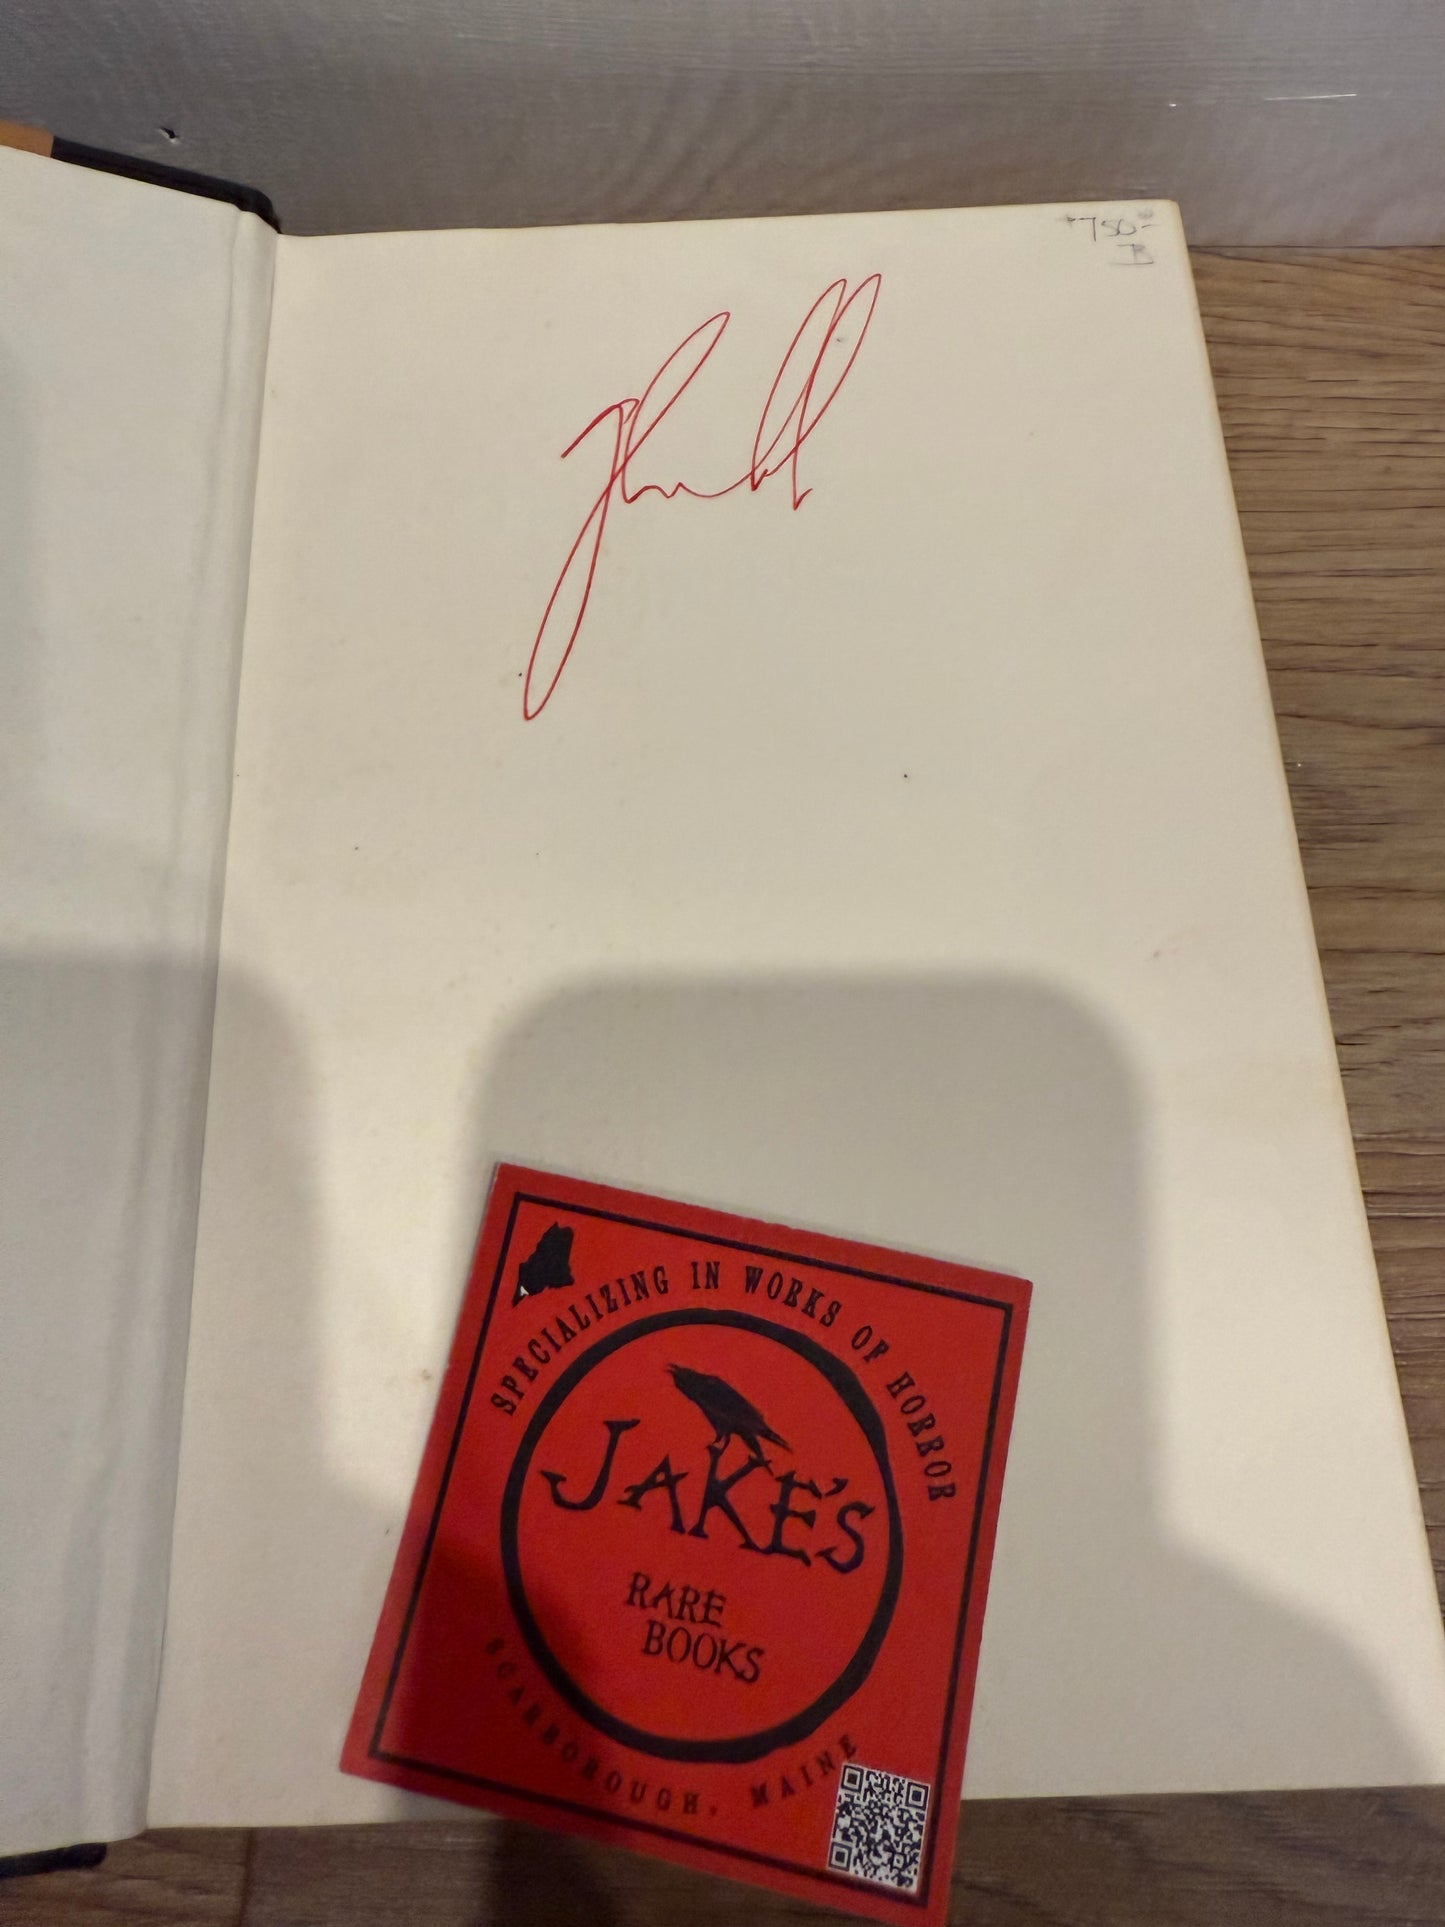 $750-
B
SPECIALIZING IN WORKS OF HORROR
JAKE'S
RARE
BOOKS
SCARBOROUGH, MAINE